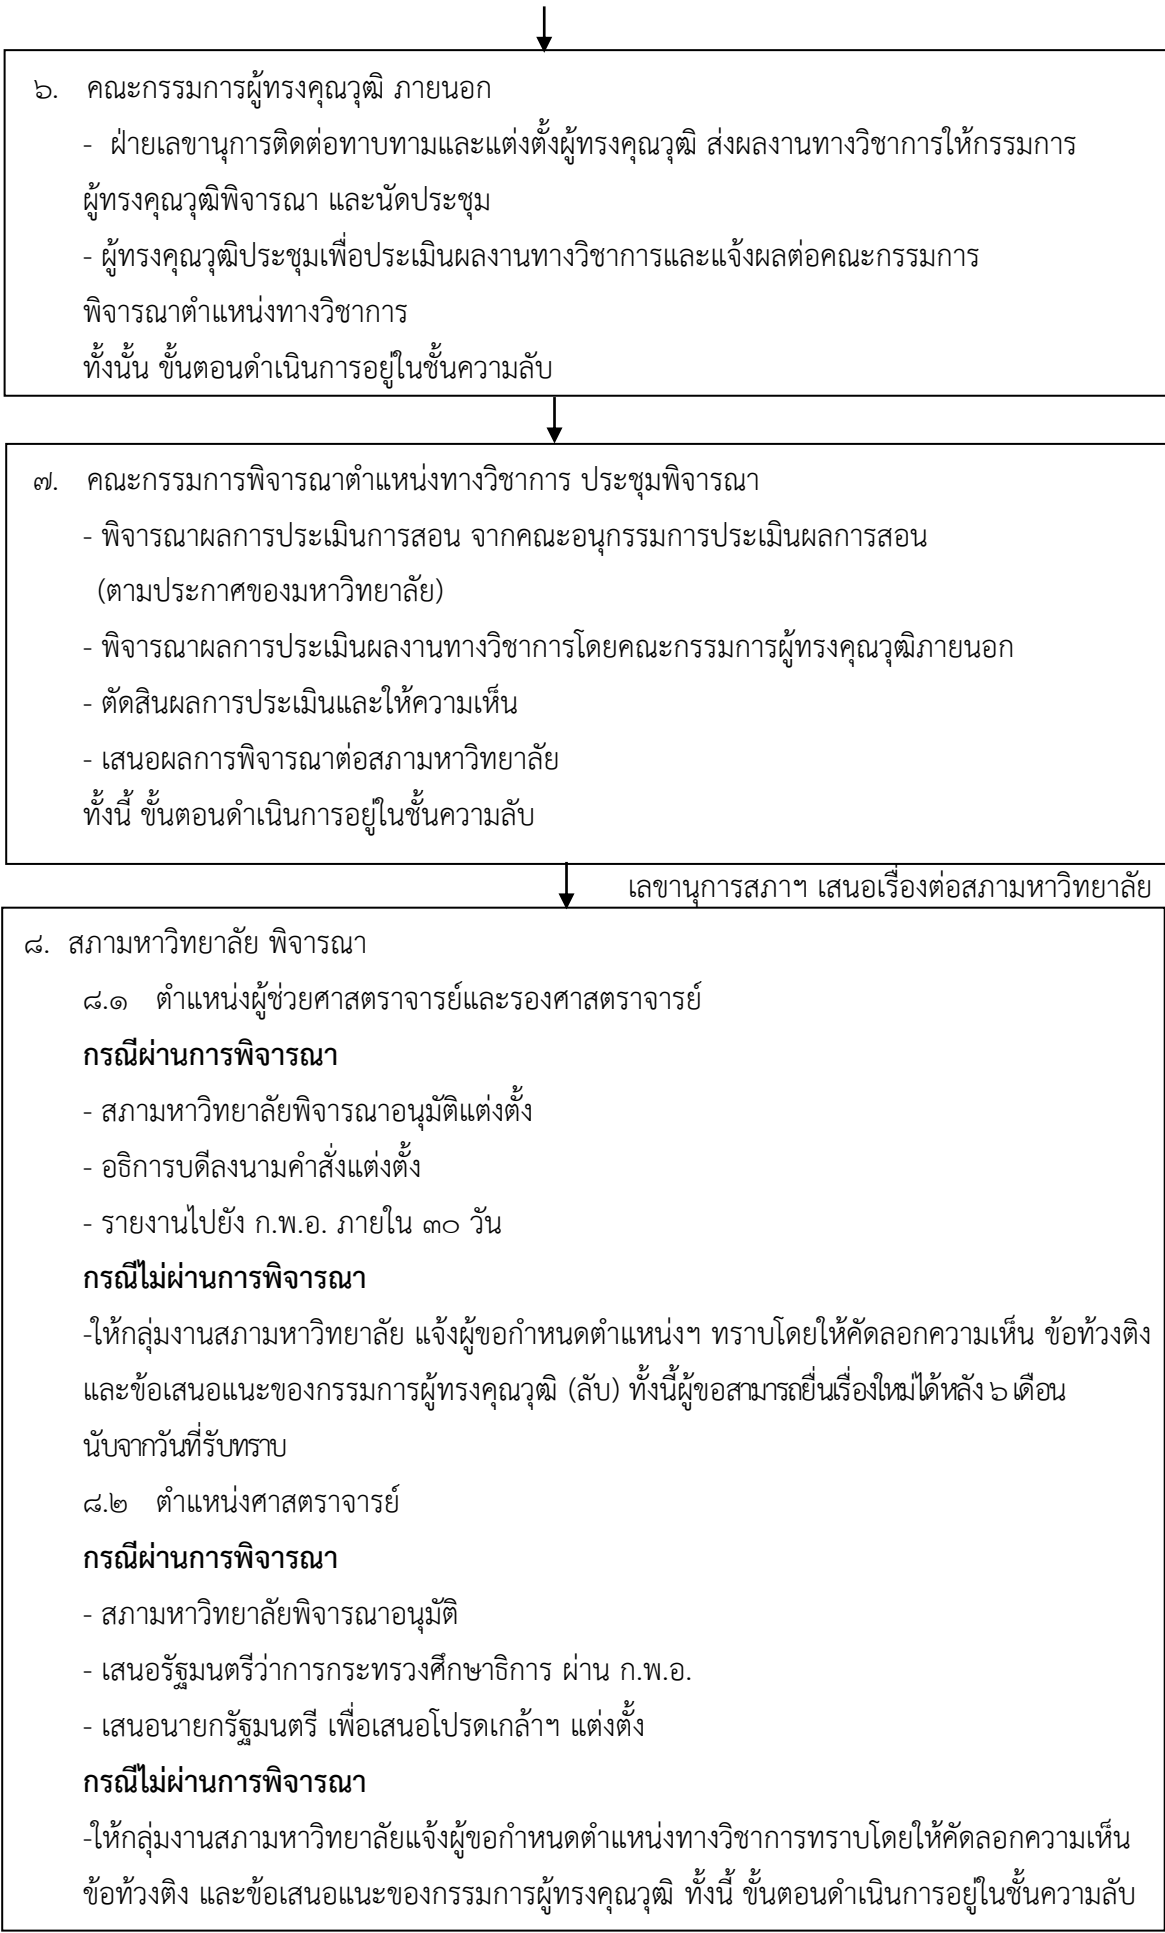 ๖. คณะกรรมการผู้ทรงคุณวุฒิ ภายนอก
- ฝ่ายเลขานุการติดต่อทาบทามและแต่งตั้งผู้ทรงคุณวุฒิ ส่งผลงานทางวิชาการให้กรรมการ
ผู้ทรงคุณวุฒิพิจารณา และนัดประชุม
- ผู้ทรงคุณวุฒิประชุมเพื่อประเมินผลงานทางวิชาการและแจ้งผลต่อคณะกรรมการ
พิจารณาตำแหน่งทางวิชาการ
ทั้งนั้น ขั้นตอนดำเนินการอยู่ในชั้นความลับ
๗. คณะกรรมการพิจารณาตำแหน่งทางวิชาการ ประชุมพิจารณา
- พิจารณาผลการประเมินการสอน จากคณะอนุกรรมการประเมินผลการสอน
(ตามประกาศของมหาวิทยาลัย)
- พิจารณาผลการประเมินผลงานทางวิชาการโดยคณะกรรมการผู้ทรงคุณวุฒิภายนอก
- ตัดสินผลการประเมินและให้ความเห็น
- เสนอผลการพิจารณาต่อสภามหาวิทยาลัย
ทั้งนี้ ขั้นตอนดำเนินการอยู่ในชั้นความลับ
เลขานุการสภาฯ เสนอเรื่องต่อสภามหาวิทยาลัย
๘. สภามหาวิทยาลัย พิจารณา
๘.๑ ตำแหน่งผู้ช่วยศาสตราจารย์และรองศาสตราจารย์
กรณีผ่านการพิจารณา
- สภามหาวิทยาลัยพิจารณาอนุมัติแต่งตั้ง
- อธิการบดีลงนามคำสั่งแต่งตั้ง
- รายงานไปยัง ก.พ.อ. ภายใน ๓๐ วัน
กรณีไม่ผ่านการพิจารณา
-ให้กลุ่มงานสภามหาวิทยาลัย แจ้งผู้ขอกำหนดตำแหน่งฯ ทราบโดยให้คัดลอกความเห็น ข้อท้วงติง
และข้อเสนอแนะของกรรมการผู้ทรงคุณวุฒิ (ลับ) ทั้งนี้ผู้ขอสามารถยื่นเรื่องใหม่ได้หลัง ๖ เดือน
นับจากวันที่รับทราบ
๘.๒ ตำแหน่งศาสตราจารย์
กรณีผ่านการพิจารณา
- สภามหาวิทยาลัยพิจารณาอนุมัติ
- เสนอรัฐมนตรีว่าการกระทรวงศึกษาธิการ ผ่าน ก.พ.อ.
- เสนอนายกรัฐมนตรี เพื่อเสนอโปรดเกล้าฯ แต่งตั้ง
กรณีไม่ผ่านการพิจารณา
-ให้กลุ่มงานสภามหาวิทยาลัยแจ้งผู้ขอกำหนดตำแหน่งทางวิชาการทราบโดยให้คัดลอกความเห็น
ข้อท้วงติง และข้อเสนอแนะของกรรมการผู้ทรงคุณวุฒิ ทั้งนี้ ขั้นตอนดำเนินการอยู่ในชั้นความลับ